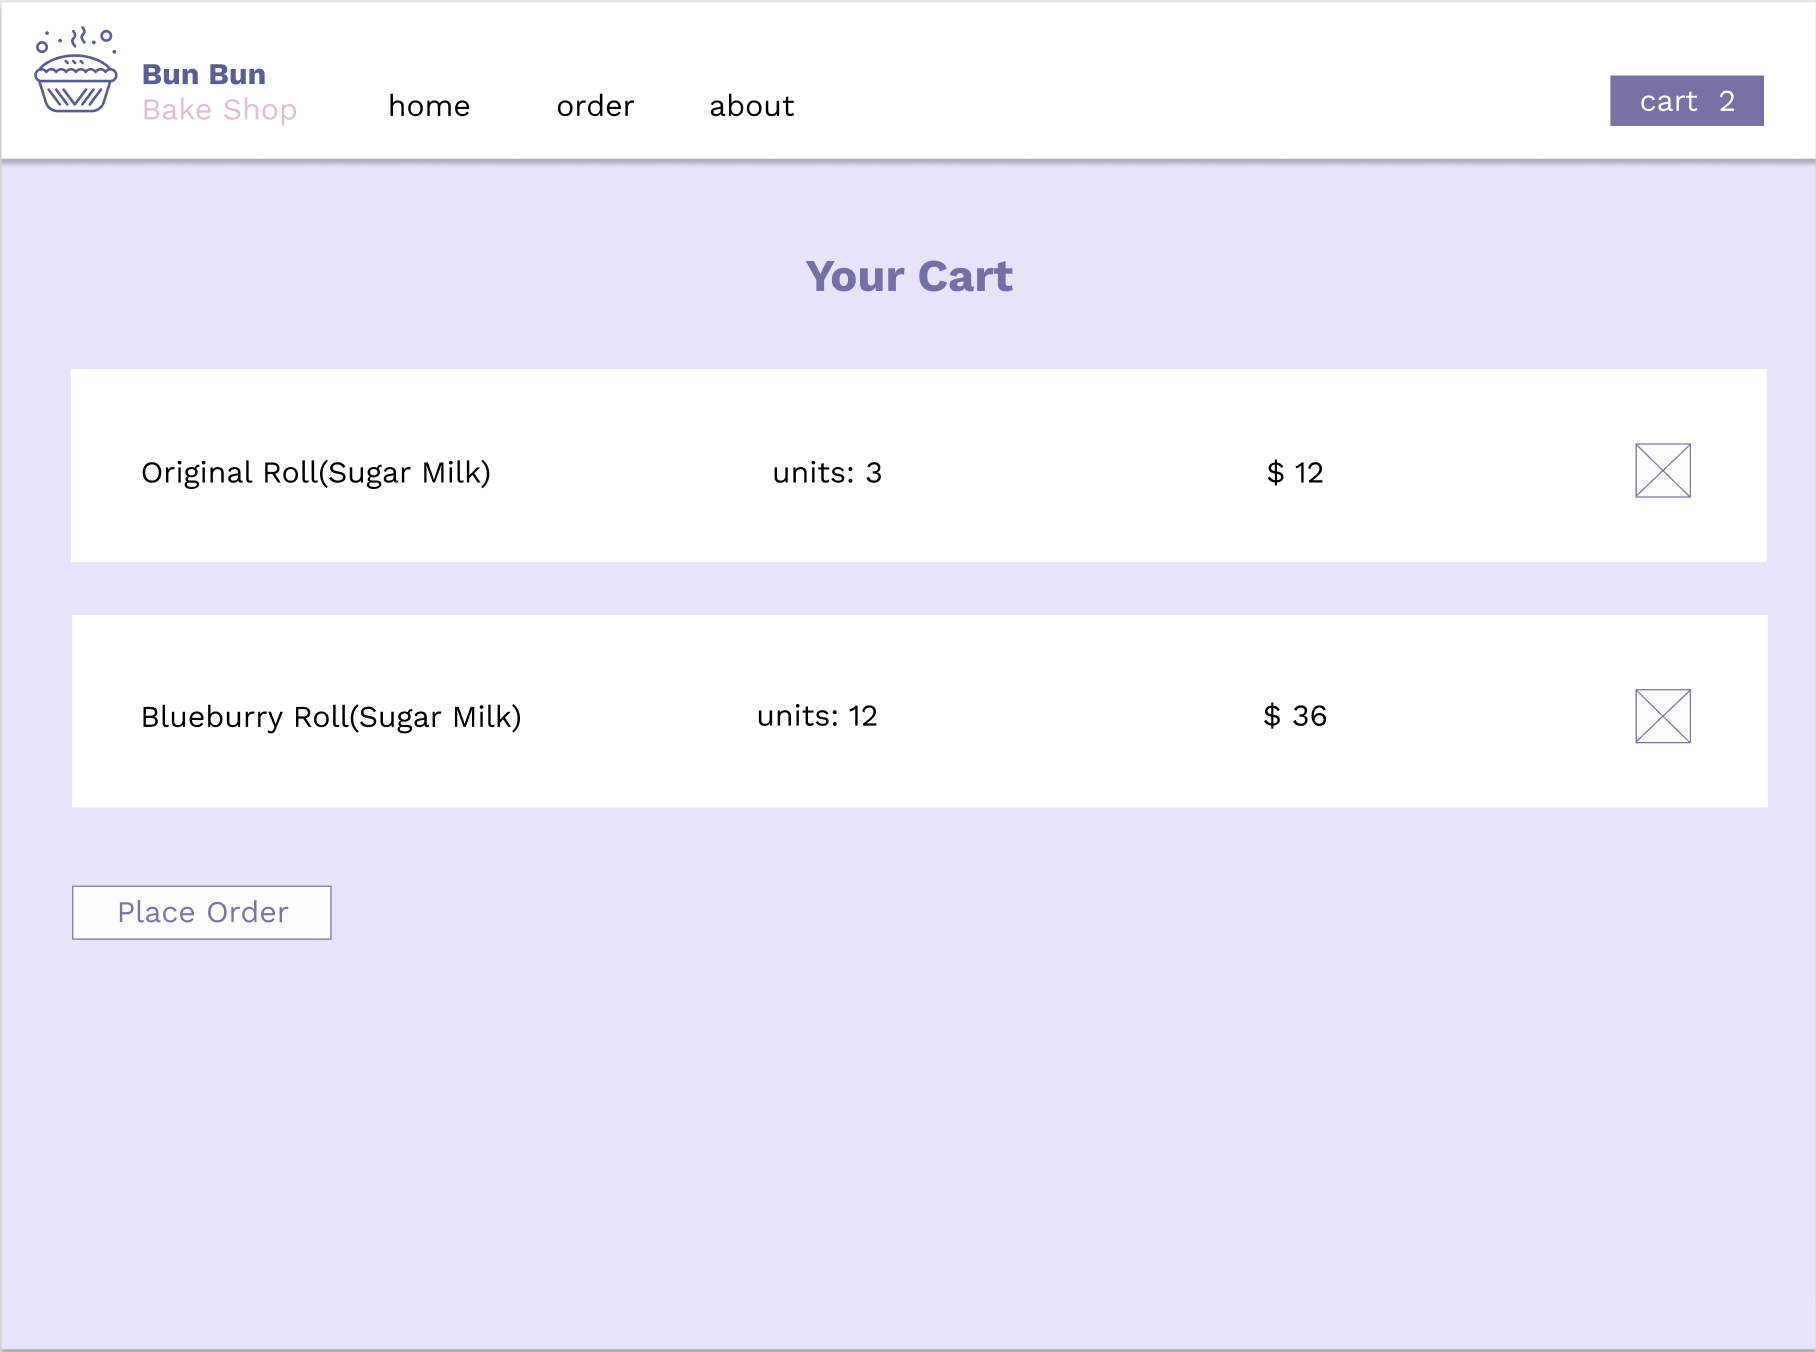 Bun Bun
Bake Shop
home order about
cart 2
Your Cart
Original Roll(Sugar Milk) units: 3 $ 12
Blueburry Roll(Sugar Milk) units: 12 $ 36
Place Order